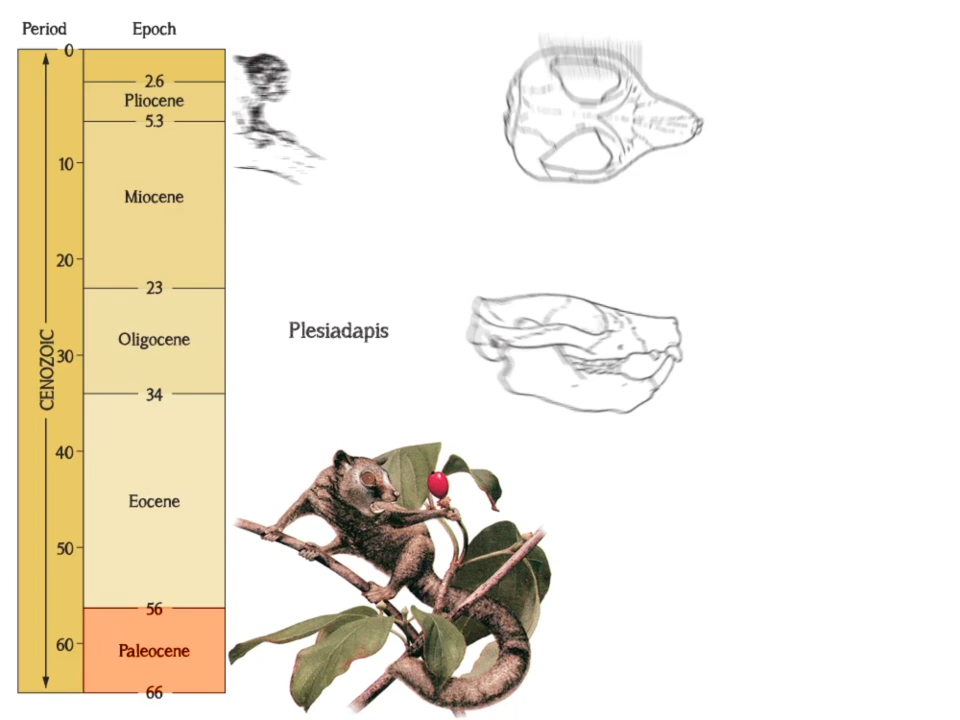 Period
Epoch
0
2.6
Pliocene
5.3
10
Miocene
20
23
Oligocene
Plesiadapis
30
CENOZOIC
34
40
Eocene
50
56
60
Paleocene
66